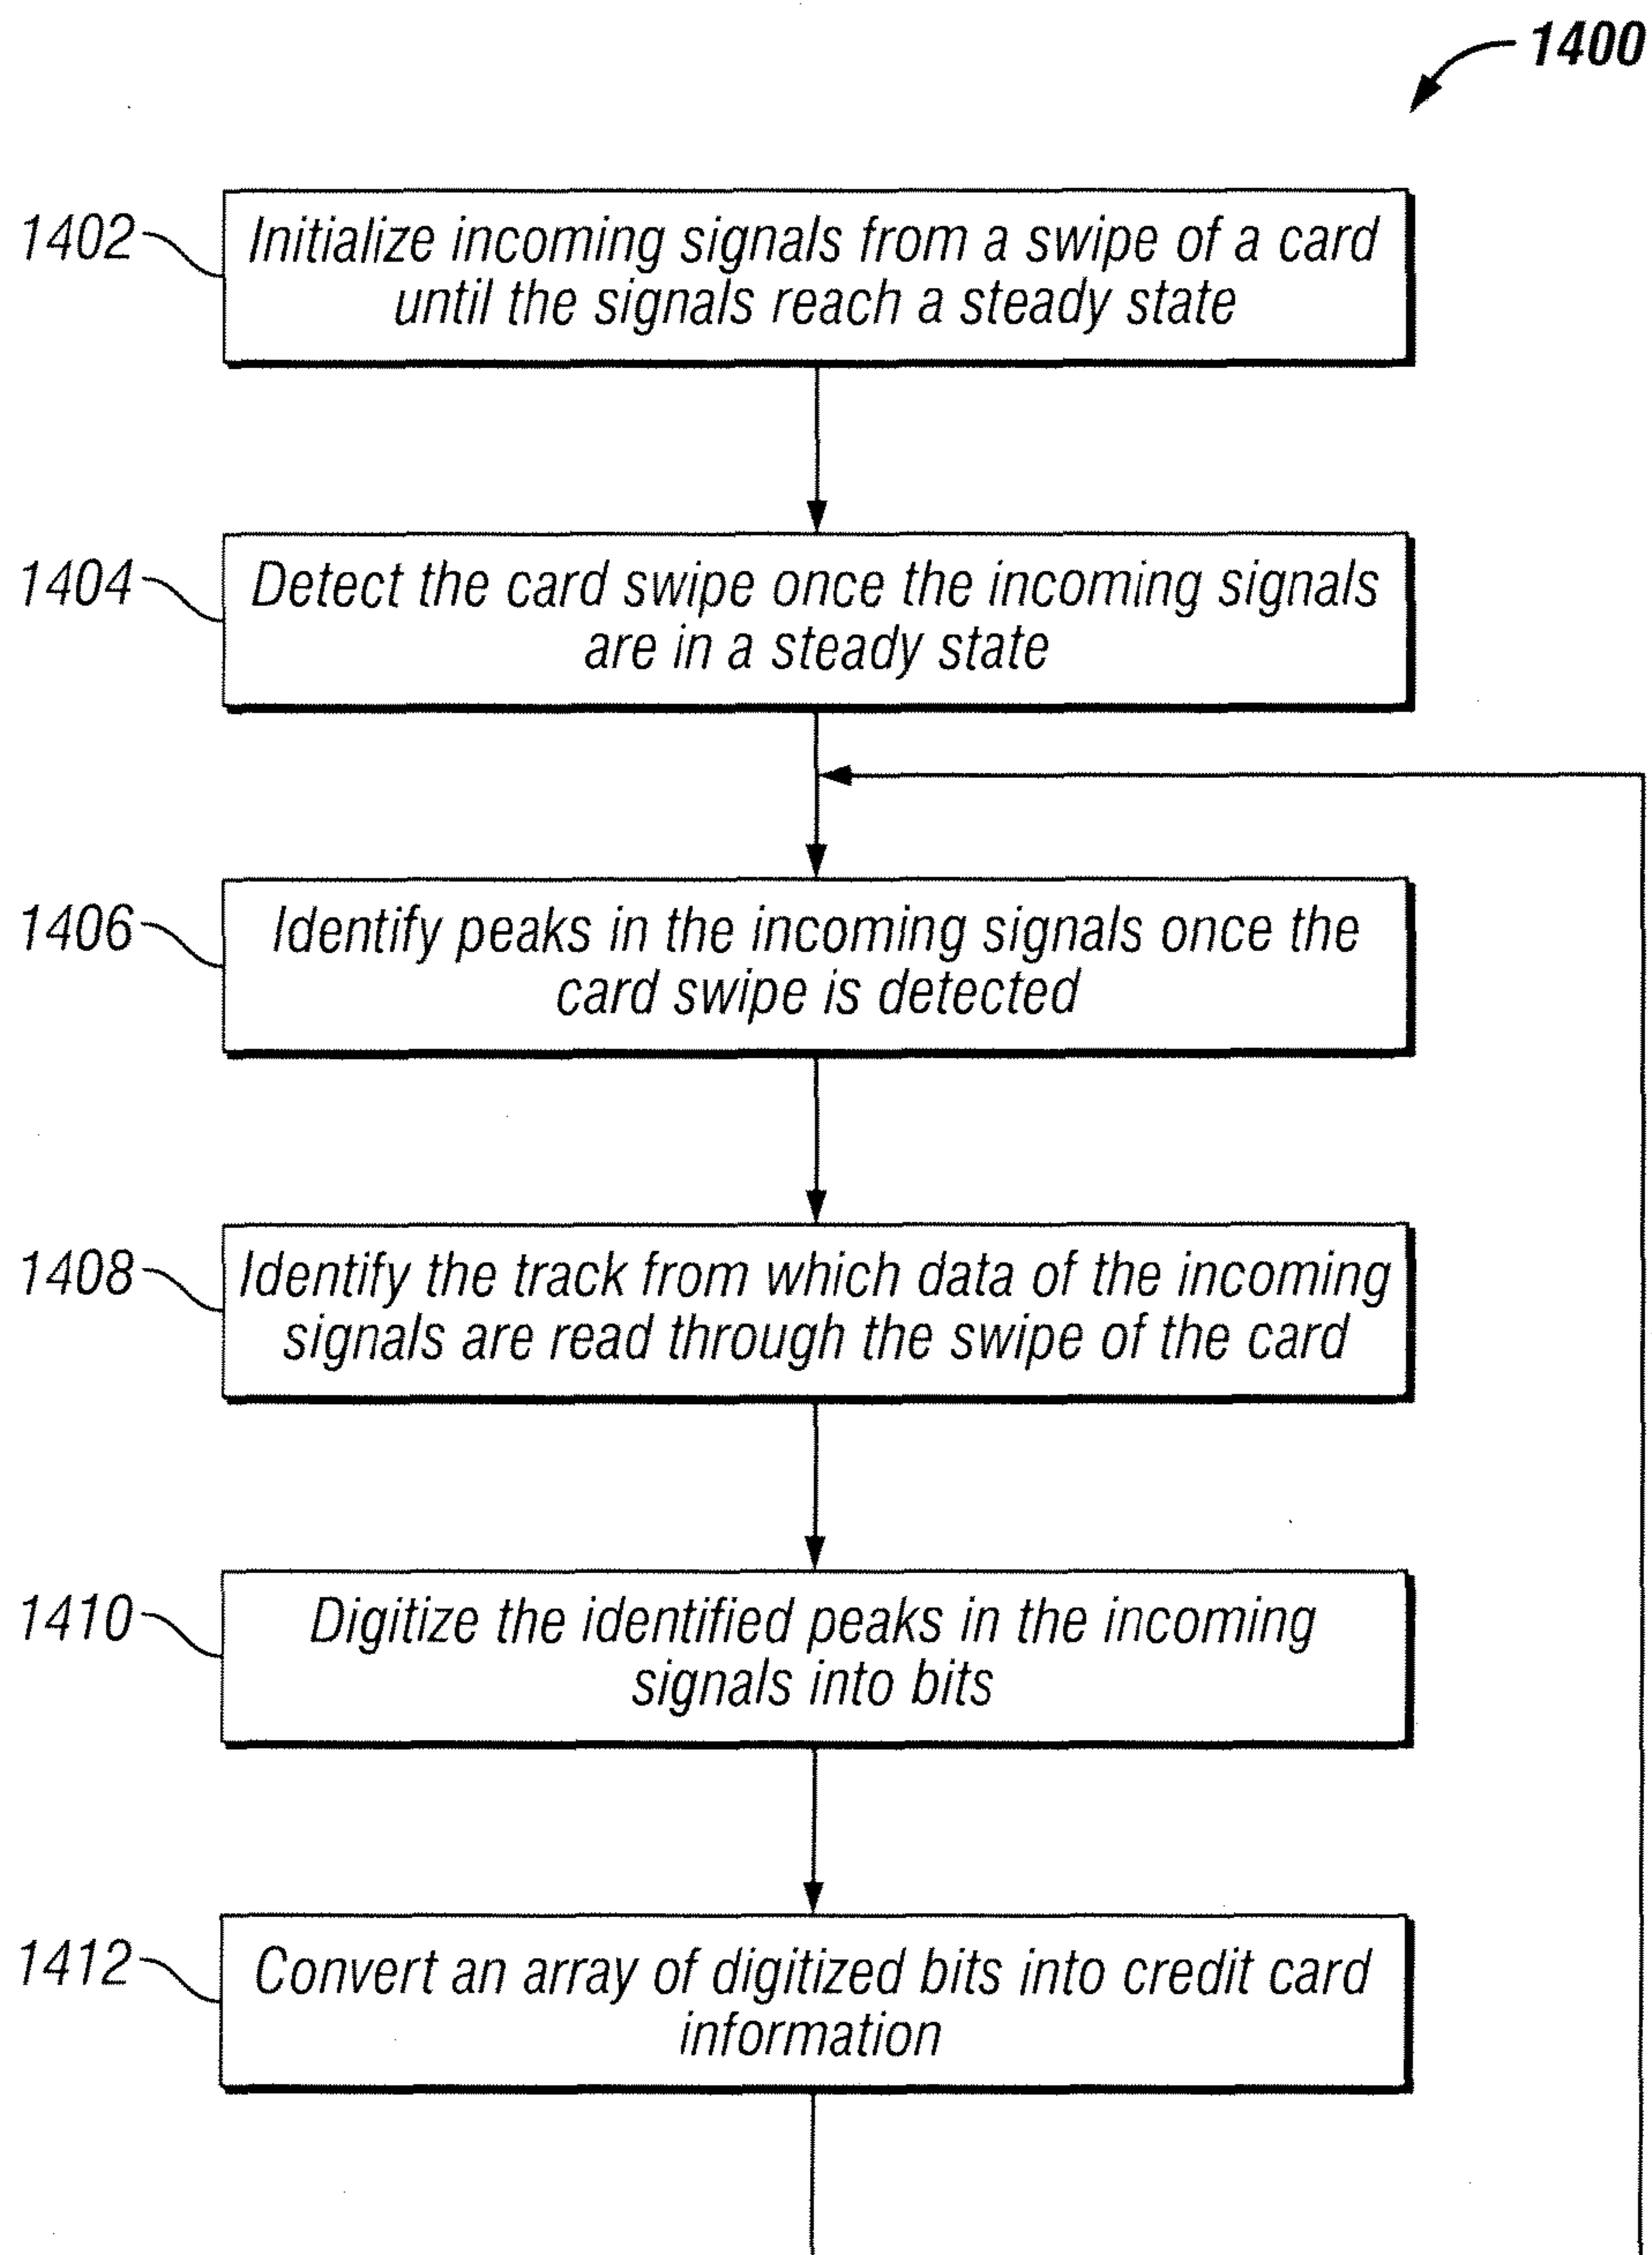 1400
1402
Initialize incoming signals from a swipe of a card
until the signals reach a steady state
1404
Detect the card swipe once the incoming signals
are in a steady state
1406
Identify peaks in the incoming signals once the
card swipe is detected
1408
Identify the track from which data of the incoming
signals are read through the swipe of the card
1410
Digitize the identified peaks in the incoming
signals into bits
1412
Convert an array of digitized bits into credit card
information